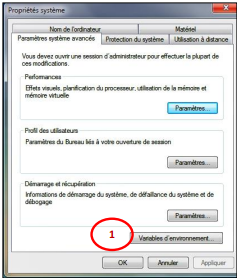 Propriétés système
Nom de l'ordinateur
Matériel
Paramètres système avancés
Protection du système
Utilisation à distance
Vous devez ouvrir une session d'administrateur pour effectuer la plupart de
ces modifications.
Performances
Effets visuels, planification du processeur, utilisation de la mémoire et
mémoire virtuelle
Paramètres...
Profil des utilisateurs
Paramètres du Bureau liés à votre ouverture de session
Paramètres...
Démarrage et récupération
Informations de démarrage du système, de défaillance du système et de
débogage
Paramètres...
1
Variables d'environnement...
OK
Annuler
Appliquer